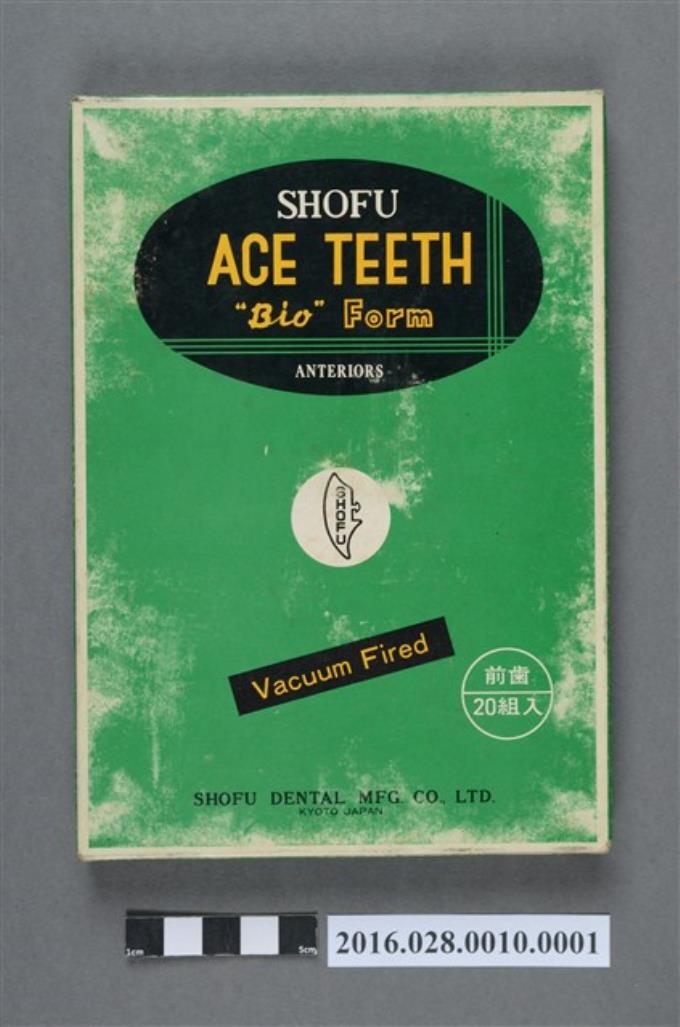 SHOFU
ACE TEETH
"Bio" Form
ANTERIORS
SHOFU
Vacuum Fired
前歯
20組入
SHOFU DENTAL MFG. CO., LTD.
KYOTO JAPAN
1cm 5cm
2016.028.0010.0001